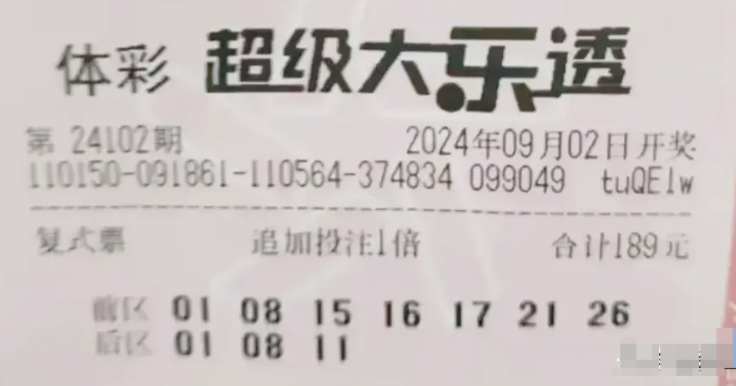 体彩 超级大乐透
第 24102期 2024年09月02日开奖
110150-091861-110564-374834 099049 tuQElw
复式票 追加投注1倍 合计189元
前区 01 08 15 16 17 21 26
后区 01 08 11